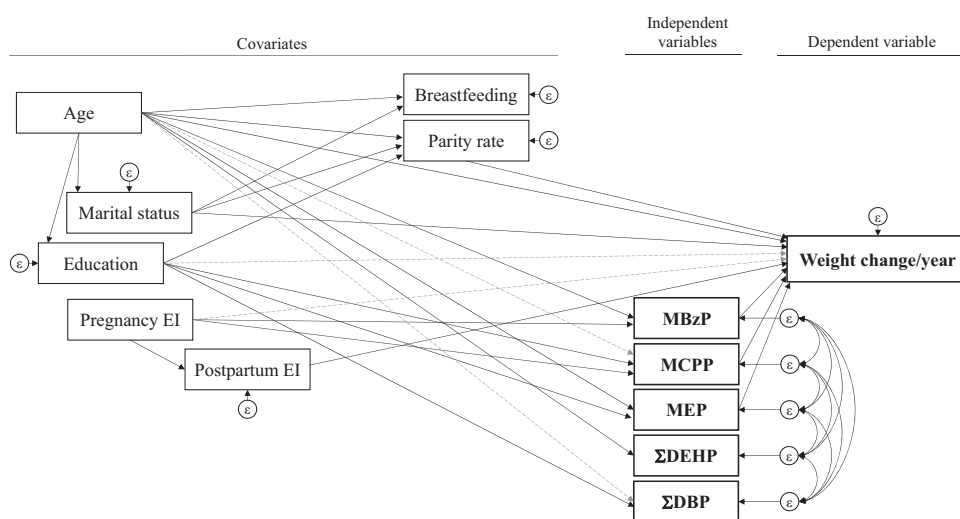 Covariates
Independent
variables
Dependent variable
Age
Breastfeeding
ε
Parity rate
ε
ε
Marital status
ε
Education
ε
Weight change/year
Pregnancy EI
Postpartum EI
ε
MBzP
ε
MCPP
ε
MEP
ε
ΣDEHP
ε
ΣDBP
ε